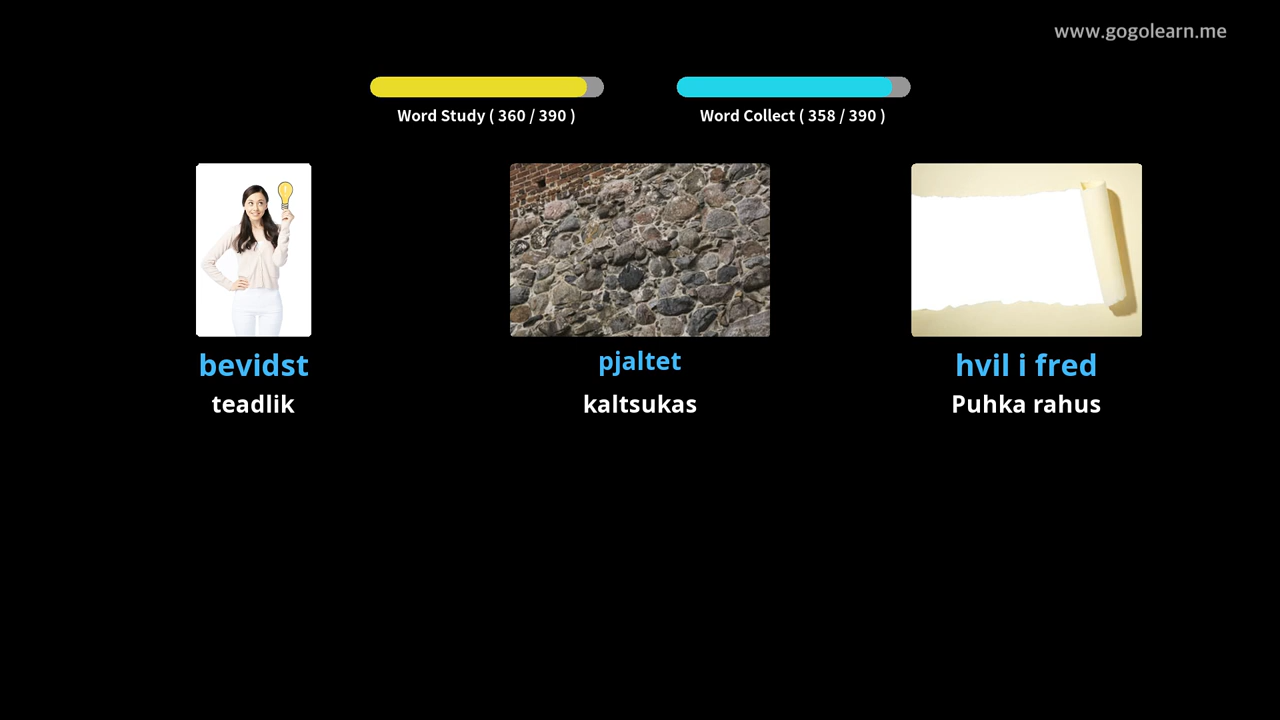 www.gogolearn.me
Word Study ( 360 / 390 )
Word Collect ( 358 / 390 )
bevidst
teadlik
pjaltet
kaltsukas
hvil i fred
Puhka rahus